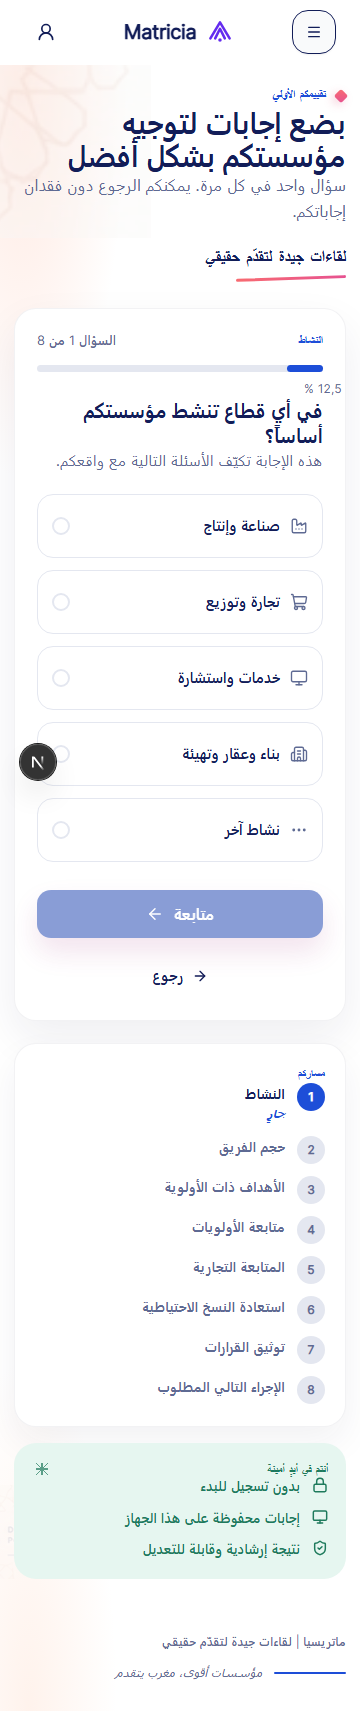 Matricia
تقييمكم الأولي
بضع إجابات لتوجيه
مؤسستكم بشكل أفضل
سؤال واحد في كل مرة. يمكنكم الرجوع دون فقدان
إجاباتكم.
لقاءات جيدة لتقدّم حقيقي
النشاط
السؤال 1 من 8
12,5 %
في أي قطاع تنشط مؤسستكم
أساساً؟
هذه الإجابة تكيّف الأسئلة التالية مع واقعكم.
صناعة وإنتاج
تجارة وتوزيع
خدمات واستشارة
بناء وعقار وتهيئة
N
نشاط آخر
متابعة
رجوع
مساركم
1 النشاط
جارٍ
2 حجم الفريق
3 الأهداف ذات الأولوية
4 متابعة الأولويات
5 المتابعة التجارية
6 استعادة النسخ الاحتياطية
7 توثيق القرارات
8 الإجراء التالي المطلوب
أنتم في أيدٍ أمينة
بدون تسجيل للبدء
إجابات محفوظة على هذا الجهاز
نتيجة إرشادية وقابلة للتعديل
ماتريسيا | لقاءات جيدة لتقدّم حقيقي
مؤسسات أقوى، مغرب يتقدم